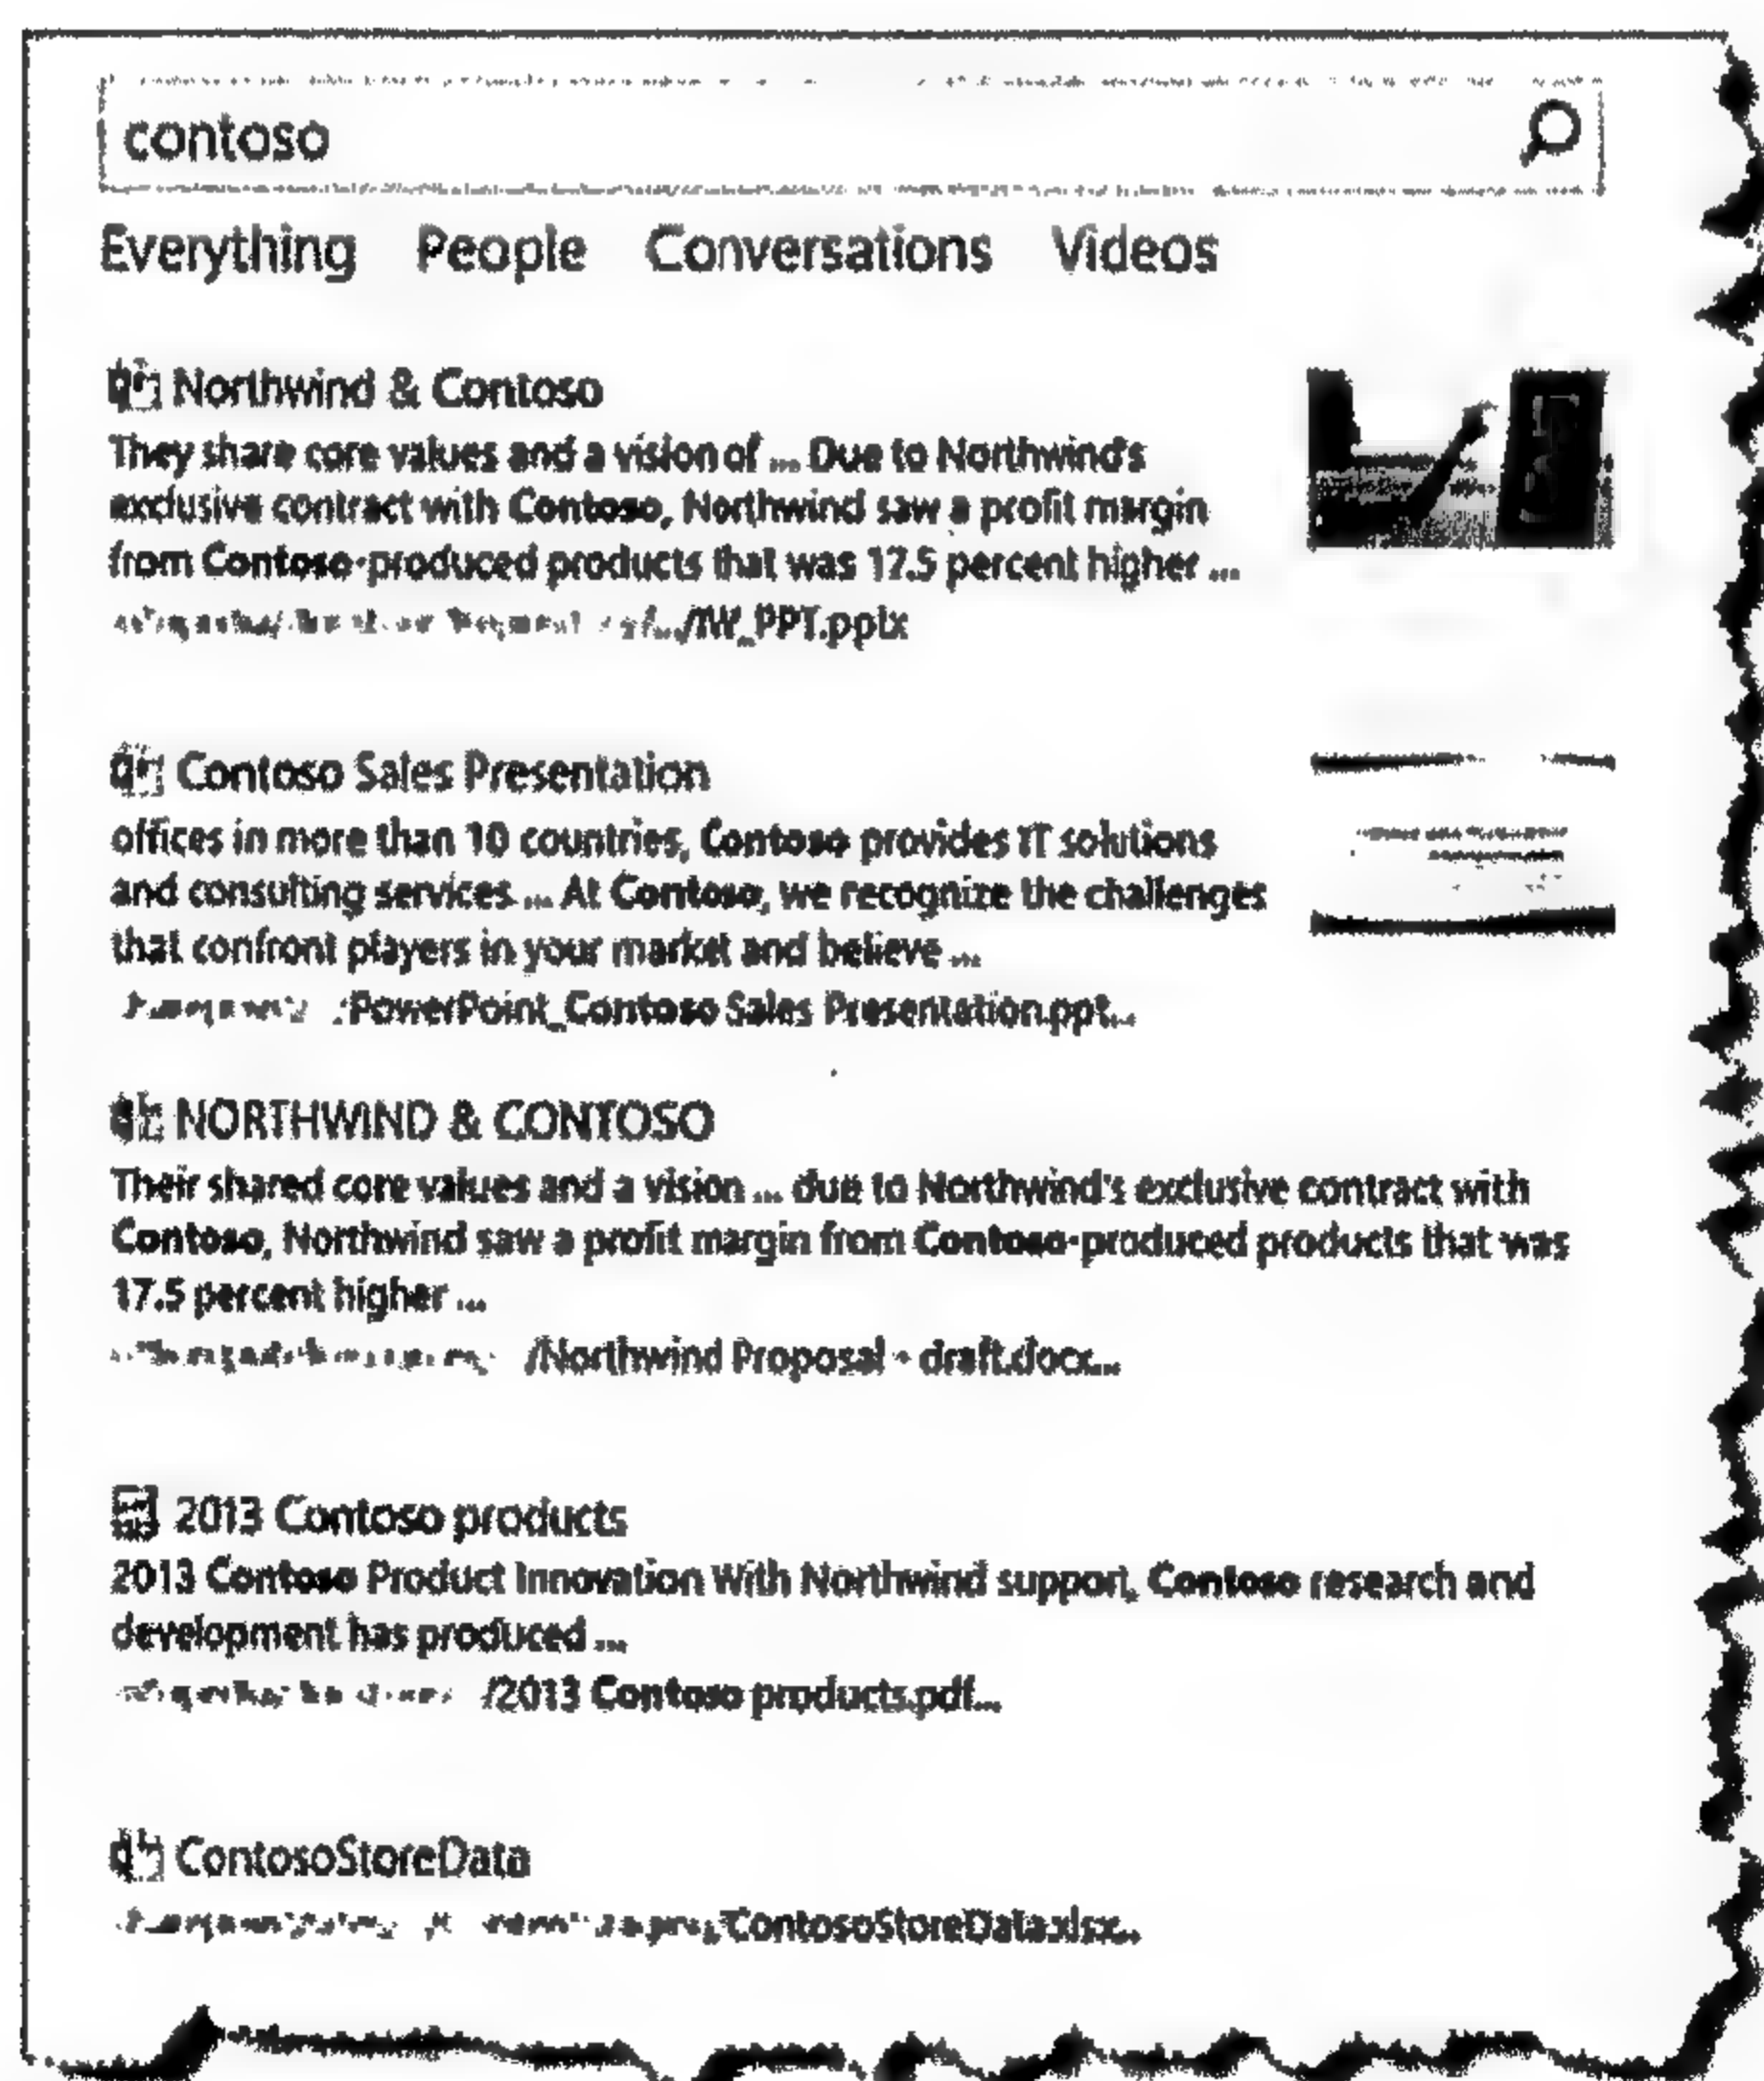 contoso
Everything People Conversations Videos
Northwind & Contoso
They share core values and a vision of ... Due to Northwind's
exclusive contract with Contoso, Northwind saw a profit margin
from Contoso-produced products that was 17.5 percent higher ...
/IW_PPT.pptx
Contoso Sales Presentation
offices in more than 10 countries, Contoso provides IT solutions
and consulting services ... At Contoso, we recognize the challenges
that confront players in your market and believe ...
PowerPoint_Contoso Sales Presentation.ppt...
NORTHWIND & CONTOSO
Their shared core values and a vision ... due to Northwind's exclusive contract with
Contoso, Northwind saw a profit margin from Contoso-produced products that was
17.5 percent higher ...
/Northwind Proposal - draft.docx...
2013 Contoso products
2013 Contoso Product Innovation With Northwind support, Contoso research and
development has produced ...
/2013 Contoso products.pdf...
ContosoStoreData
ContosoStoreData.xlsx...